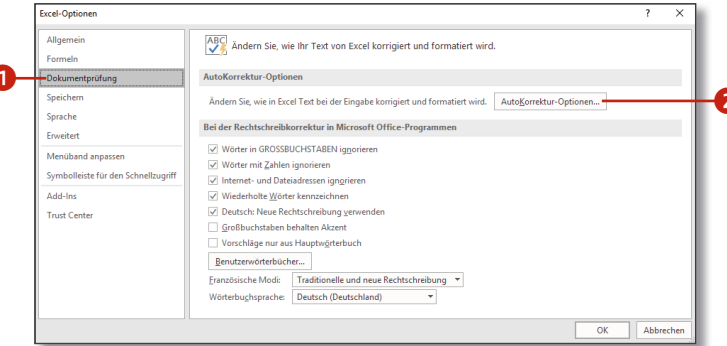 Excel-Optionen ? ×
Allgemein
Formeln
1
Dokumentprüfung
Speichern
Sprache
Erweitert
Menüband anpassen
Symbolleiste für den Schnellzugriff
Add-Ins
Trust Center
ABC
Ändern Sie, wie Ihr Text von Excel korrigiert und formatiert wird.
AutoKorrektur-Optionen
Ändern Sie, wie in Excel Text bei der Eingabe korrigiert und formatiert wird. AutoKorrektur-Optionen... 2
Bei der Rechtschreibkorrektur in Microsoft Office-Programmen
Wörter in GROSSBUCHSTABEN ignorieren
Wörter mit Zahlen ignorieren
Internet- und Dateiadressen ignorieren
Wiederholte Wörter kennzeichnen
Deutsch: Neue Rechtschreibung verwenden
Großbuchstaben behalten Akzent
Vorschläge nur aus Hauptwörterbuch
Benutzerwörterbücher...
Französische Modi: Traditionelle und neue Rechtschreibung
Wörterbuchsprache: Deutsch (Deutschland)
OK Abbrechen